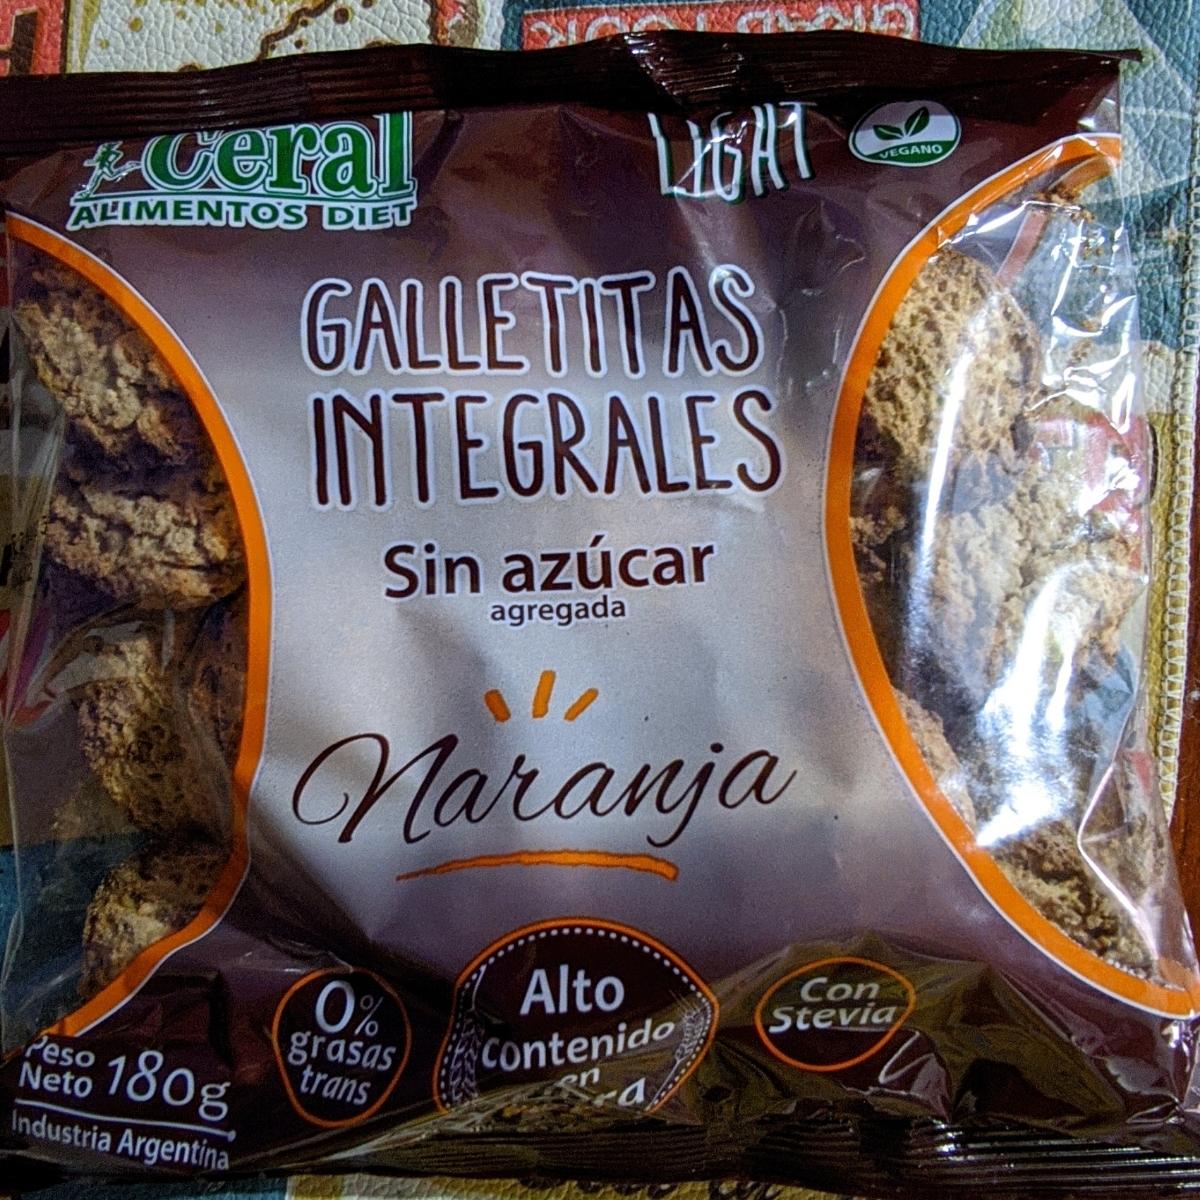 Ceral
ALIMENTOS DIET
LIGHT
VEGANO
GALLETITAS
INTEGRALES
Sin azúcar
agregada
Naranja
0%
grasas
trans
Alto
contenido
en
Con
Stevia
Peso
Neto 180g
Industria Argentina